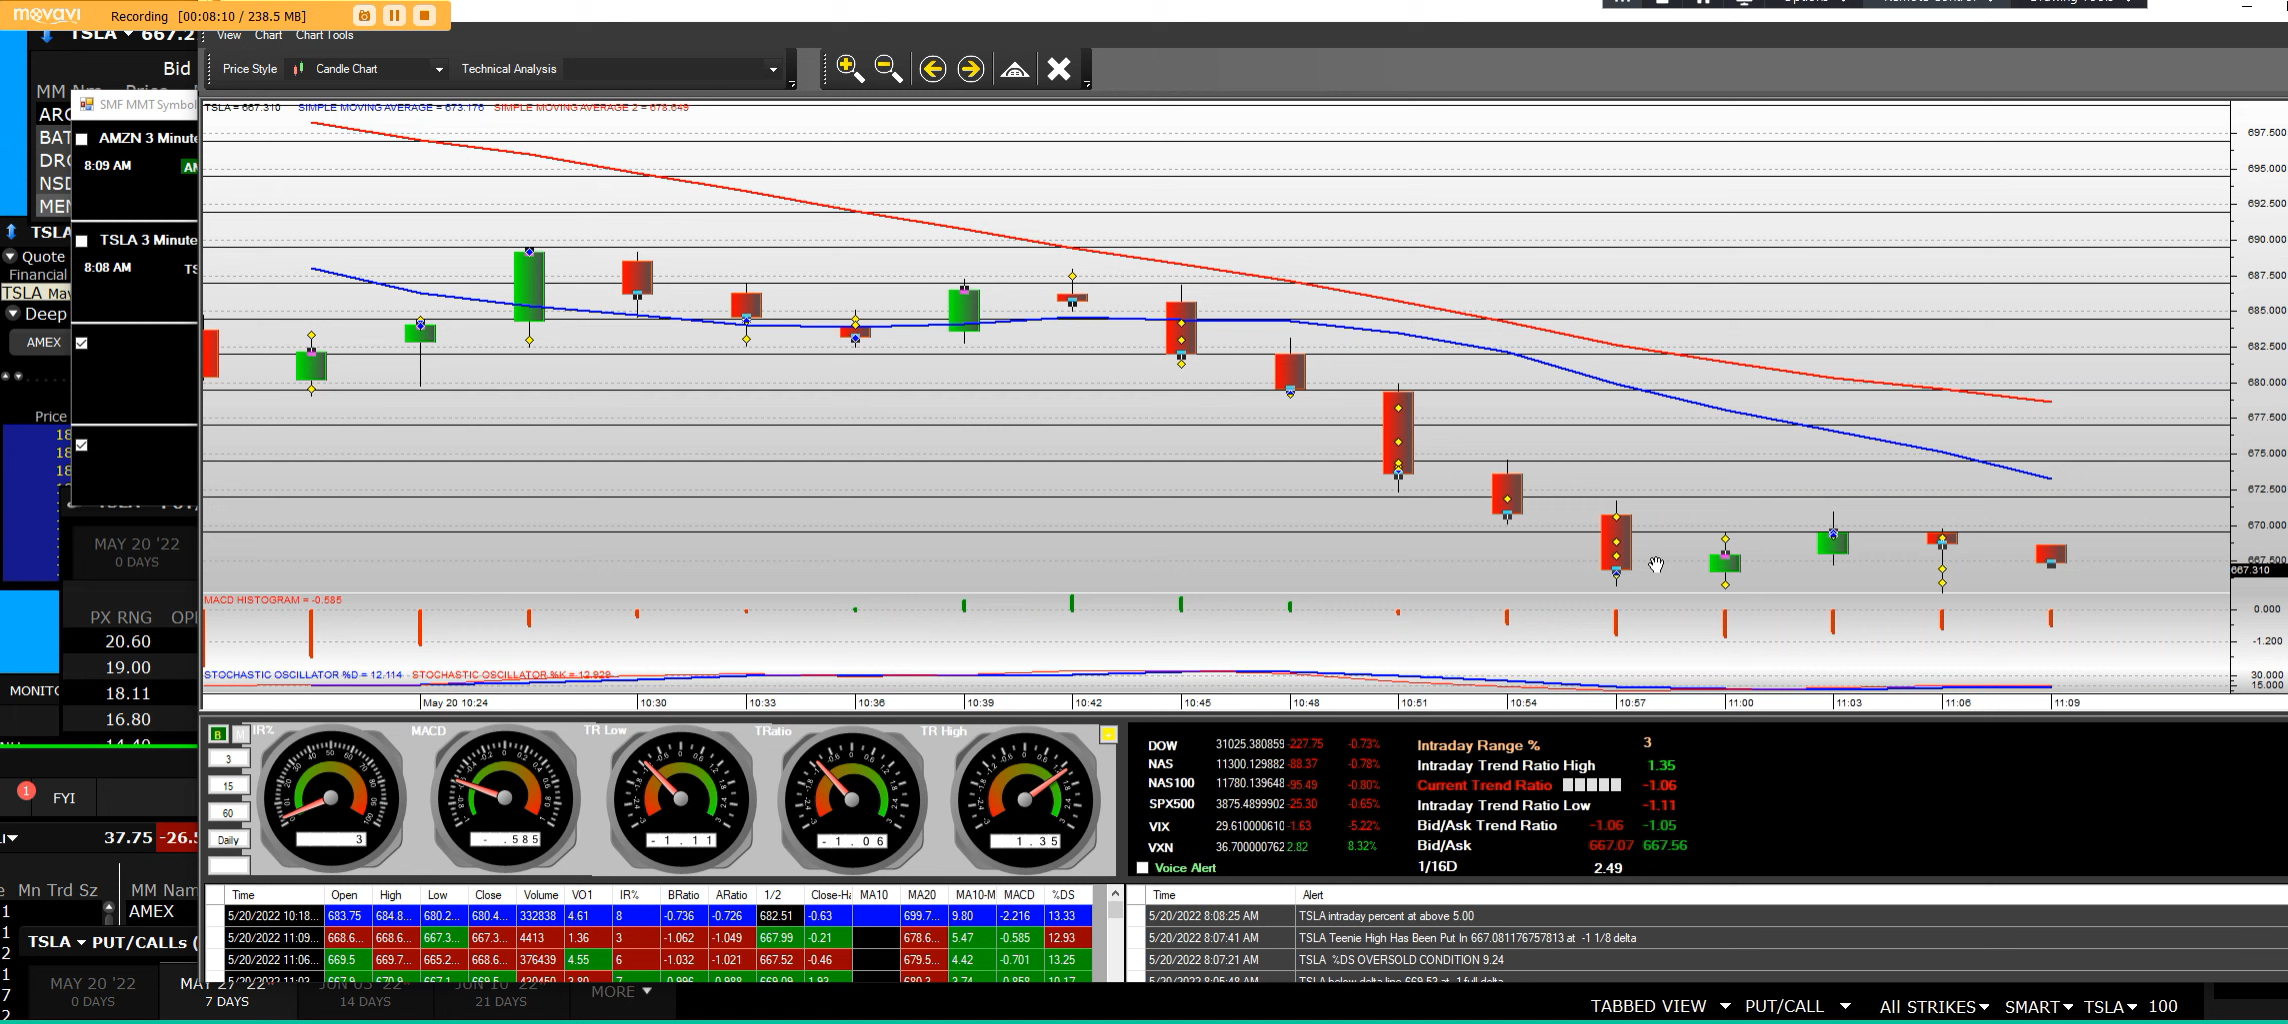 movavi Recording [00:08:10 / 238.5 MB]
TSLA 667.2
View Chart Chart Tools
Price Style Candle Chart Technical Analysis
Bid
SMF MMT Symbol
AMZN 3 Minute
8:09 AM
TSLA 3 Minute
8:08 AM
TSLA
Quote
Financial
TSLA May
Deep
AMEX
Price
18
18
18
MAY 20 '22
0 DAYS
PX RNG
20.60
19.00
18.11
16.80
TSLA = 667.310 SIMPLE MOVING AVERAGE = 673.176 SIMPLE MOVING AVERAGE 2 = 678.649
697.500
695.000
692.500
690.000
687.500
685.000
682.500
680.000
677.500
675.000
672.500
670.000
667.500
667.310
MACD HISTOGRAM = -0.585
0.000
-1.200
STOCHASTIC OSCILLATOR %D = 12.114 STOCHASTIC OSCILLATOR %K = 12.929
30.000
15.000
May 20 10:24 10:30 10:33 10:36 10:39 10:42 10:45 10:48 10:51 10:54 10:57 11:00 11:03 11:06 11:09
B M IR% MACD TR Low TRatio TR High
3
15
60
Daily
3 - .585 -1.11 -1.06 1.35
DOW 31025.380859 -227.75 -0.73%
NAS 11300.129882 -88.37 -0.78%
NAS100 11780.139648 -95.49 -0.80%
SPX500 3875.4899902 -25.30 -0.65%
VIX 29.610000610 -1.63 -5.22%
VXN 36.700000762 2.82 8.32%
Voice Alert
Intraday Range % 3
Intraday Trend Ratio High 1.35
Current Trend Ratio -1.06
Intraday Trend Ratio Low -1.11
Bid/Ask Trend Ratio -1.06 -1.05
Bid/Ask 667.07 667.56
1/16D 2.49
1 FYI
37.75 -26.5
Mn Trd Sz MM Nam
AMEX
TSLA PUT/CALLs (
Time Open High Low Close Volume VO1 IR% BRatio ARatio 1/2 Close-Ha MA10 MA20 MA10-M MACD %DS
5/20/2022 10:18... 683.75 684.8... 680.2... 680.4... 332838 4.61 8 -0.736 -0.726 682.51 -0.63 699.7... 9.80 -2.216 13.33
5/20/2022 11:09... 668.6... 668.6... 667.3... 667.3... 4413 1.36 3 -1.062 -1.049 667.99 -0.21 678.6... 5.47 -0.585 12.93
5/20/2022 11:06... 669.5 669.7... 665.2... 668.6... 376439 4.55 6 -1.032 -1.021 667.52 -0.46 679.5... 4.42 -0.701 13.25
Time Alert
5/20/2022 8:08:25 AM TSLA intraday percent at above 5.00
5/20/2022 8:07:41 AM TSLA Teenie High Has Been Put In 667.081176757813 at -1 1/8 delta
5/20/2022 8:07:21 AM TSLA %DS OVERSOLD CONDITION 9.24
5/20/2022 8:05:48 AM TSLA below delta line 669.53 at -1 full delta
MAY 20 '22
0 DAYS
7 DAYS
14 DAYS
21 DAYS
MORE
TABBED VIEW PUT/CALL All STRIKES SMART TSLA 100